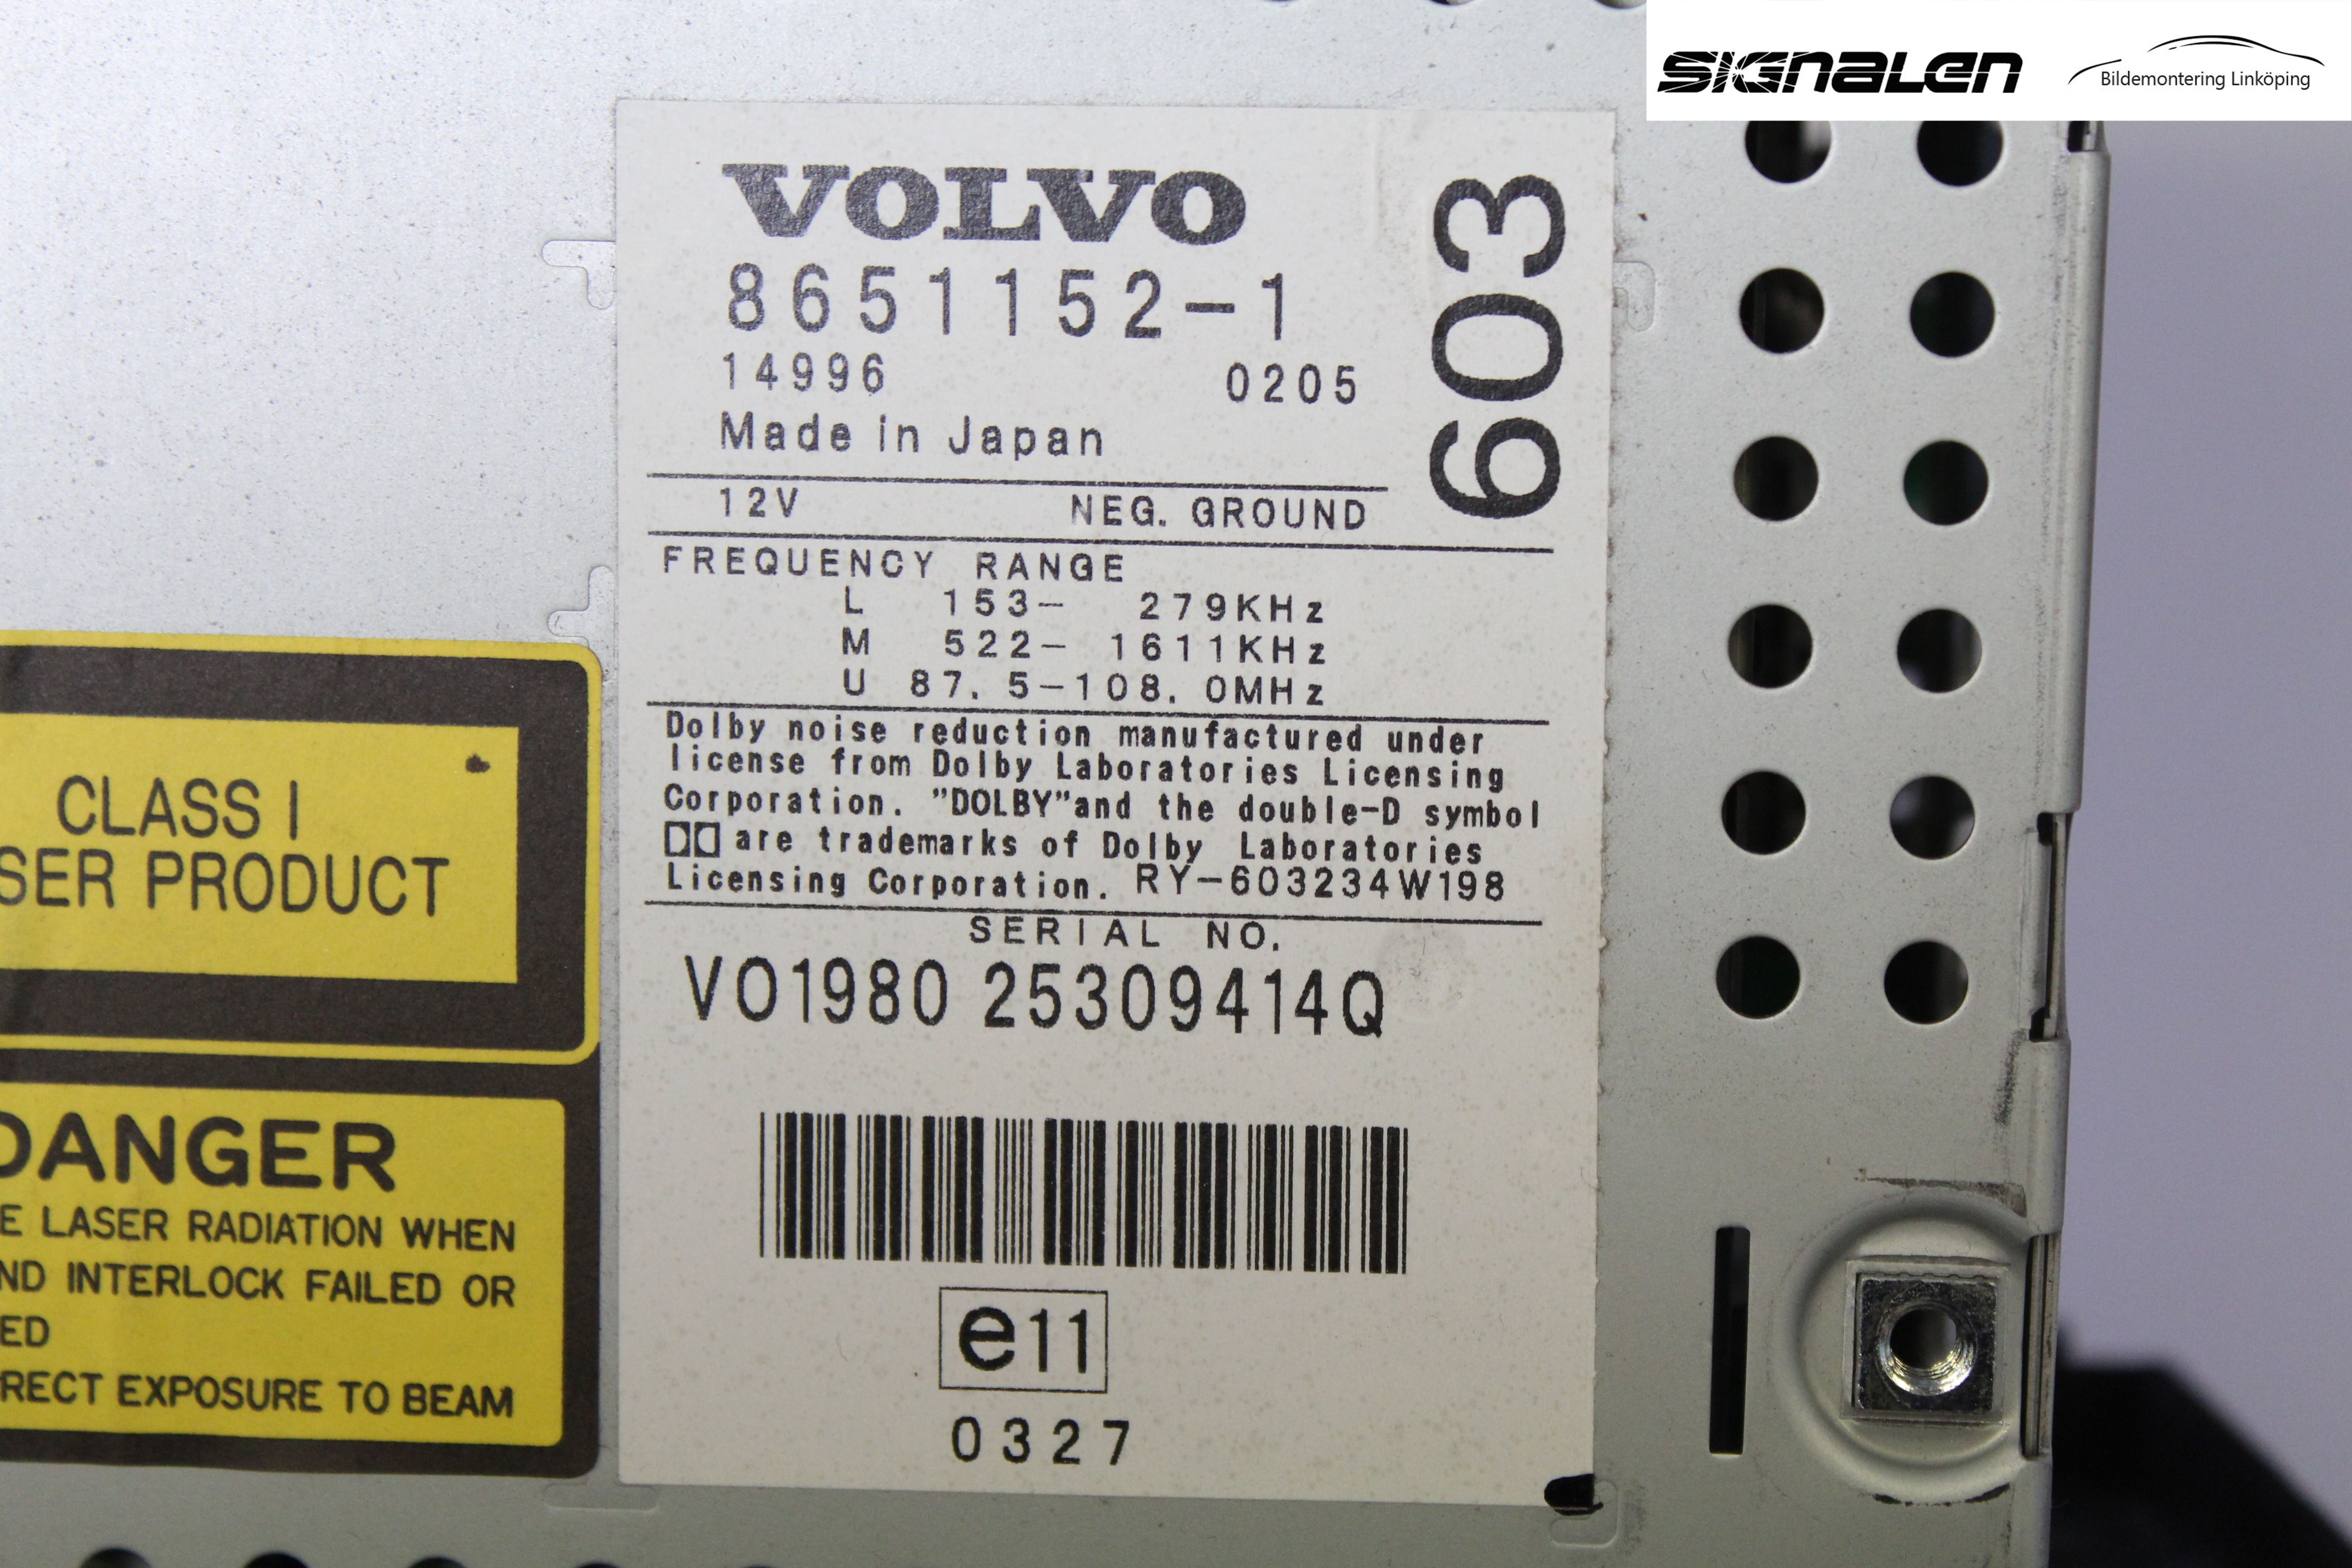 SIGNALEN
Bildemontering Linköping
VOLVO
8651152-1
14996 0205
Made in Japan
603
12V NEG. GROUND
FREQUENCY RANGE
L 153- 279KHz
M 522- 1611KHz
U 87.5-108.0MHz
Dolby noise reduction manufactured under
license from Dolby Laboratories Licensing
Corporation. "DOLBY"and the double-D symbol
are trademarks of Dolby Laboratories
Licensing Corporation. RY-603234W198
SERIAL NO.
VO1980 25309414Q
e11
0327
CLASS I
SER PRODUCT
DANGER
E LASER RADIATION WHEN
ND INTERLOCK FAILED OR
ED
RECT EXPOSURE TO BEAM